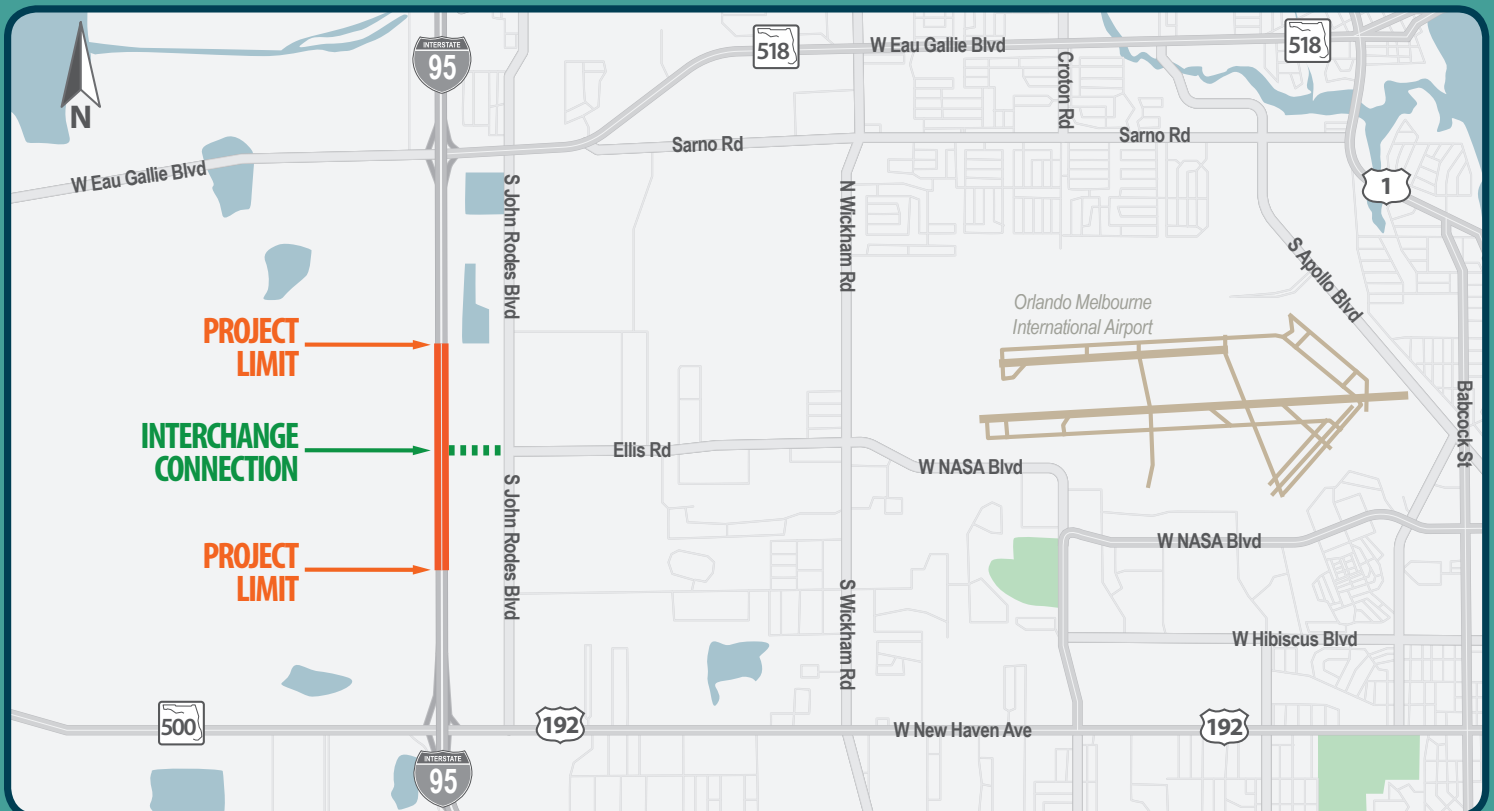 INTERSTATE
95
518
W Eau Gallie Blvd
518
N
Croton Rd
Sarno Rd
Sarno Rd
W Eau Gallie Blvd
1
S John Rodes Blvd
N Wickham Rd
S Apollo Blvd
Orlando Melbourne
International Airport
PROJECT
LIMIT
INTERCHANGE
CONNECTION
Ellis Rd
W NASA Blvd
Babcock St
S John Rodes Blvd
W NASA Blvd
PROJECT
LIMIT
S Wickham Rd
W Hibiscus Blvd
500
192
W New Haven Ave
192
INTERSTATE
95